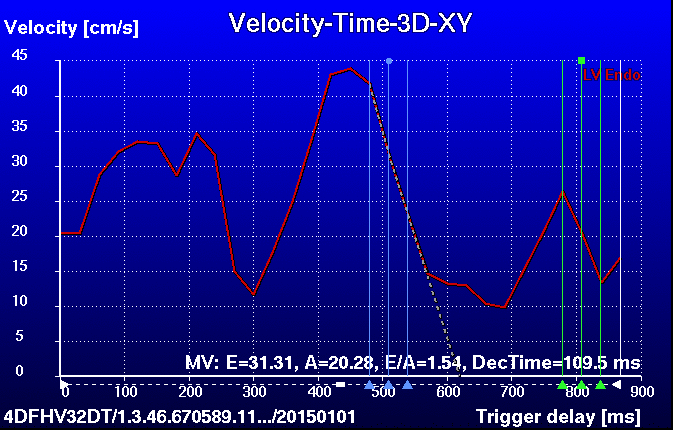 Velocity-Time-3D-XY
Velocity [cm/s]
LV Endo
45
40
35
30
25
20
15
10
5
0
MV: E=31.31, A=20.28, E/A=1.54, DecTime=109.5 ms
100 200 300 400 500 600 700 800 900
4DFHV32DT/1.3.46.670589.11.../20150101
Trigger delay [ms]